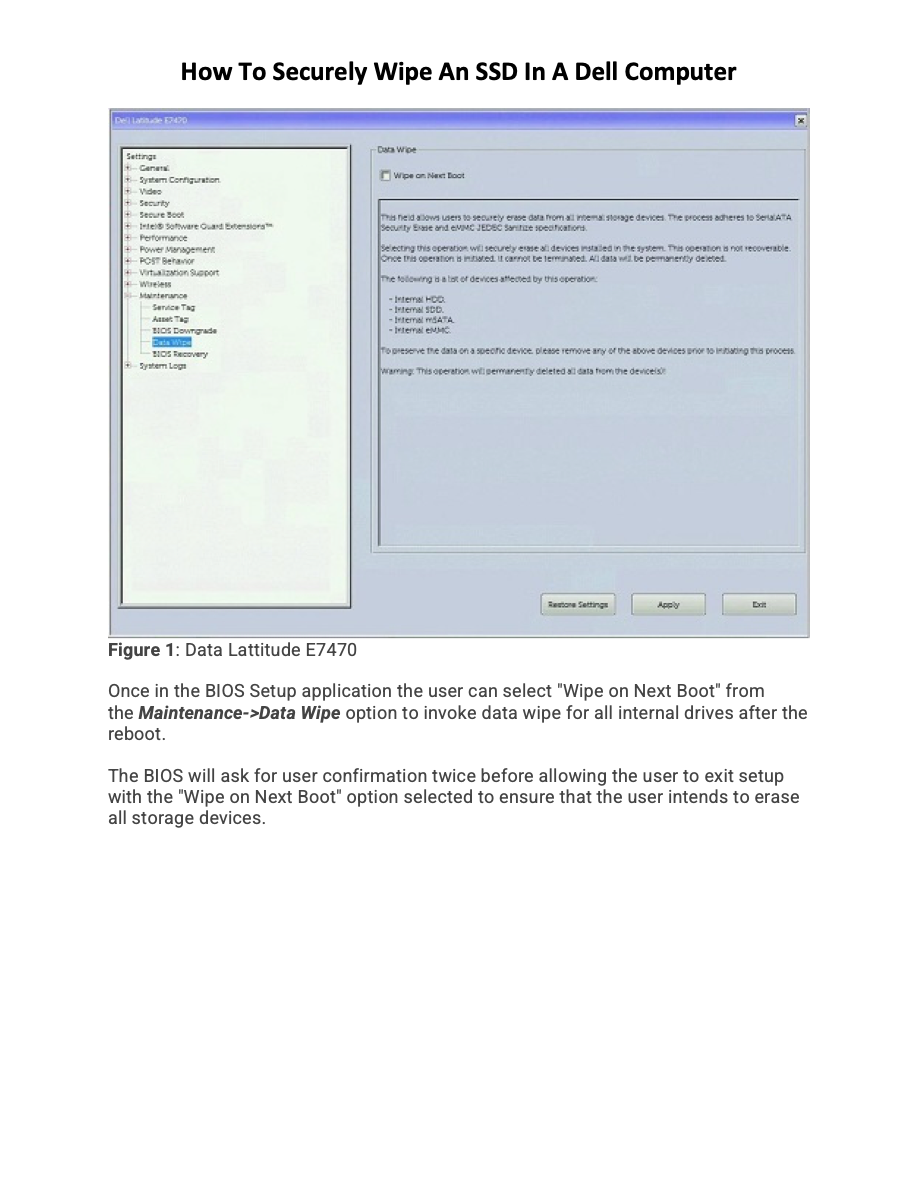 How To Securely Wipe An SSD In A Dell Computer
Dell Latitude E7470
Settings
General
System Configuration
Video
Security
Secure Boot
Intel® Software Guard Extensions™
Performance
Power Management
POST Behavior
Virtualization Support
Wireless
Maintenance
Service Tag
Asset Tag
BIOS Downgrade
Data Wipe
BIOS Recovery
System Logs
Data Wipe
Wipe on Next Boot
This field allows users to securely erase data from all internal storage devices. The process adheres to SerialATA
Security Erase and eMMC JEDEC Sanitize specifications.
Selecting this operation will securely erase all devices installed in the system. This operation is not recoverable.
Once this operation is initiated, it cannot be terminated. All data will be permanently deleted.
The following is a list of devices affected by this operation:
- Internal HDD.
- Internal SDD.
- Internal mSATA.
- Internal eMMC.
To preserve the data on a specific device, please remove any of the above devices prior to initiating this process.
Warning: This operation will permanently deleted all data from the device(s)!
Restore Settings
Apply
Exit
Figure 1: Data Lattitude E7470
Once in the BIOS Setup application the user can select "Wipe on Next Boot" from
the Maintenance->Data Wipe option to invoke data wipe for all internal drives after the
reboot.
The BIOS will ask for user confirmation twice before allowing the user to exit setup
with the "Wipe on Next Boot" option selected to ensure that the user intends to erase
all storage devices.